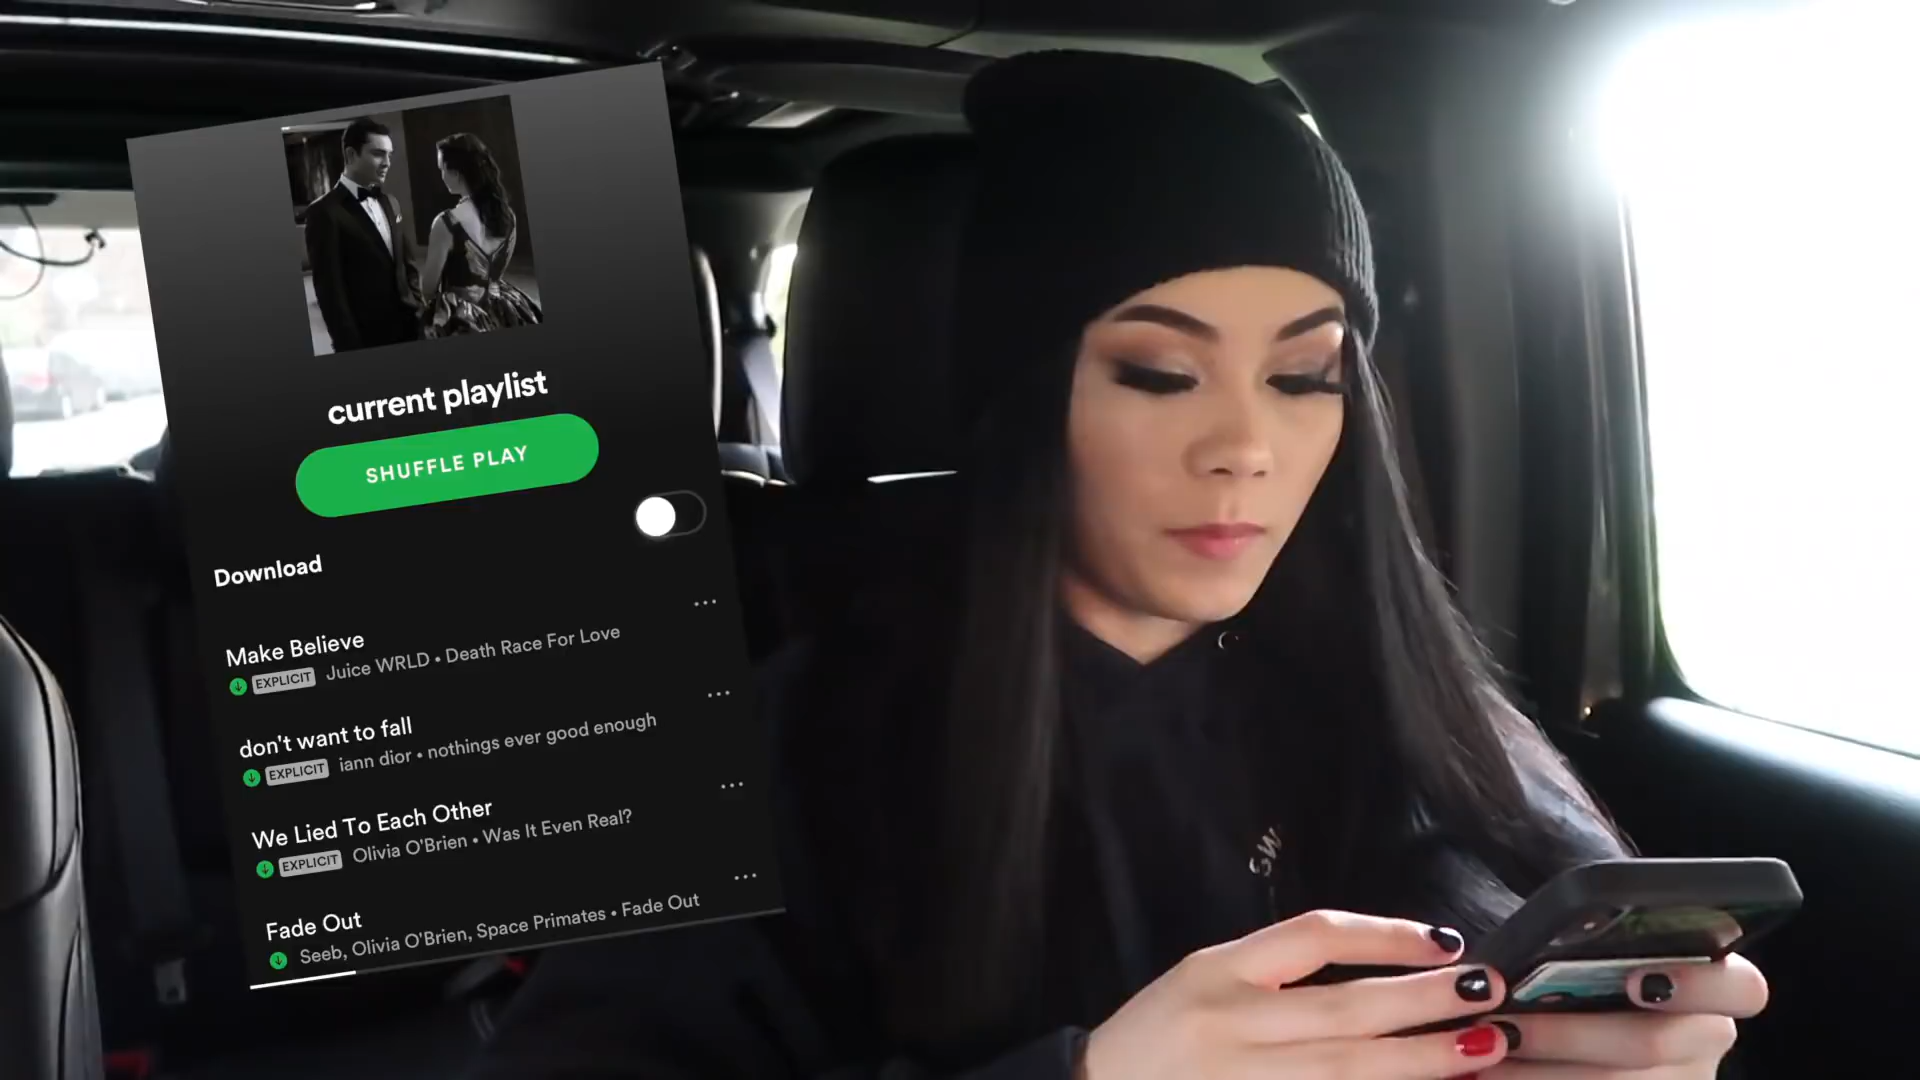 current playlist
SHUFFLE PLAY
Download
Make Believe
EXPLICIT Juice WRLD • Death Race For Love
don't want to fall
EXPLICIT iann dior • nothings ever good enough
We Lied To Each Other
EXPLICIT Olivia O'Brien • Was It Even Real?
Fade Out
Seeb, Olivia O'Brien, Space Primates • Fade Out